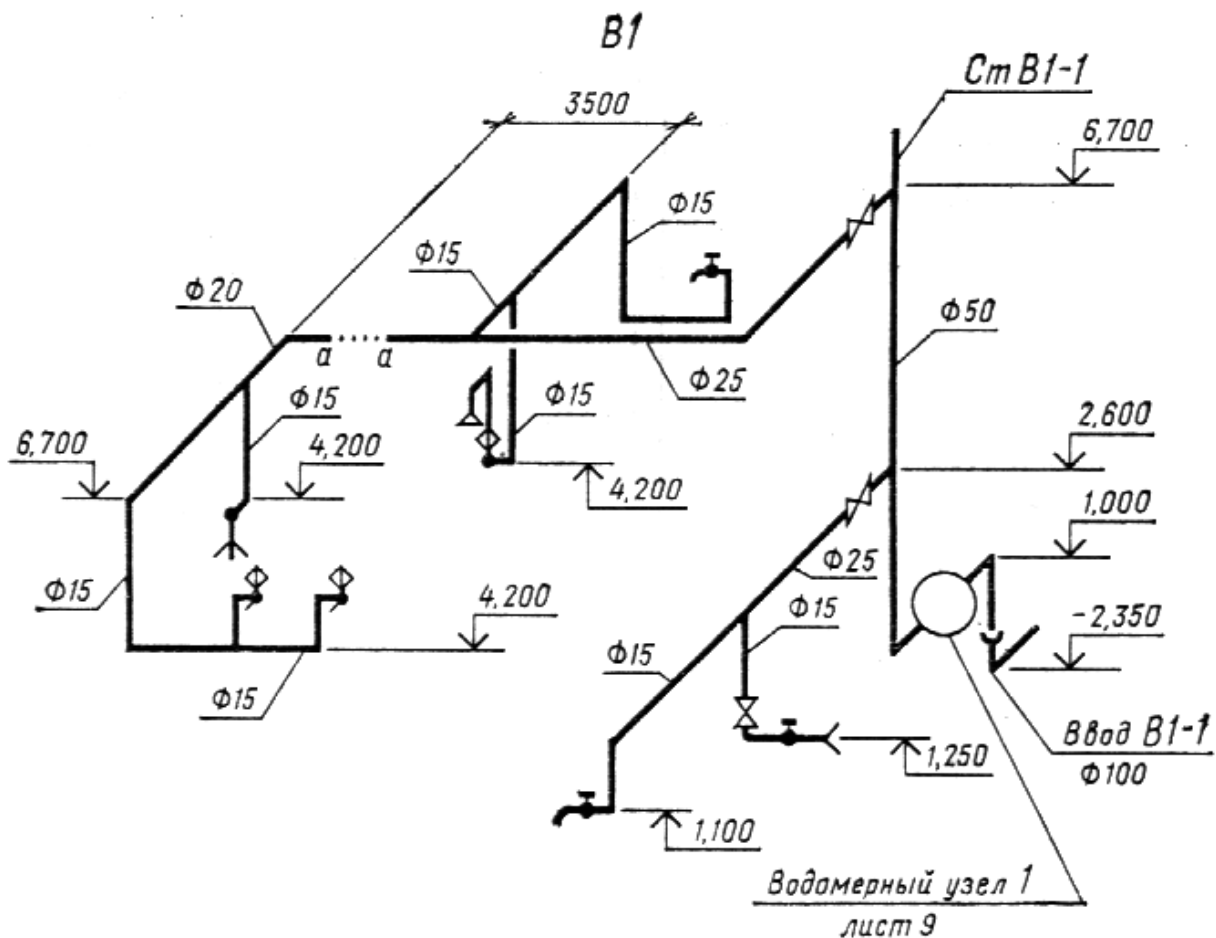 В1
Ст В1-1
3500
6,700
Ф15
Ф15
Ф20
Ф50
а а
Ф25
Ф15
Ф15
2,600
6,700
4,200
4,200
1,000
Ф25
Ф15
4,200
Ф15
-2,350
Ф15
Ф15
Ввод В1-1
Ф100
1,250
1,100
Водомерный узел 1
лист 9